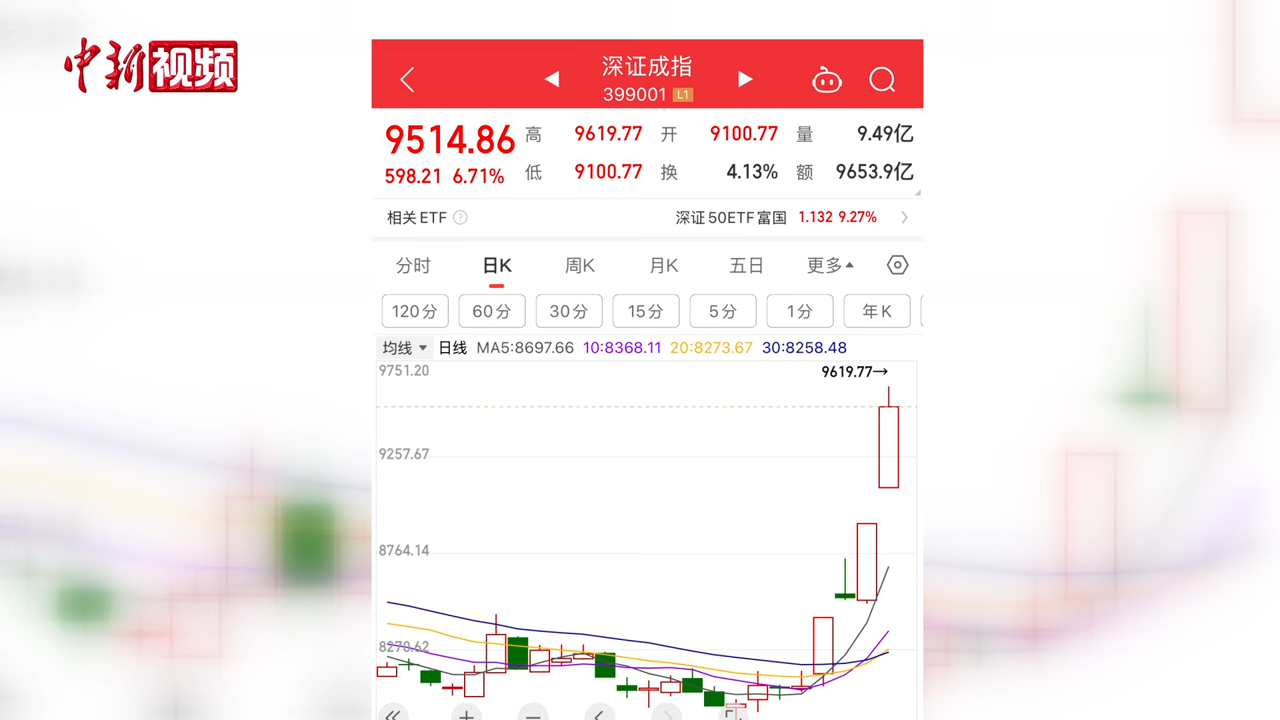 中新视频
深证成指
399001 L1
9514.86 高 9619.77 开 9100.77 量 9.49亿
598.21 6.71% 低 9100.77 换 4.13% 额 9653.9亿
相关ETF ? 深证50ETF富国 1.132 9.27%
分时 日K 周K 月K 五日 更多
120分 60分 30分 15分 5分 1分 年K
均线 日线 MA5:8697.66 10:8368.11 20:8273.67 30:8258.48
9751.20 9619.77→
9257.67
8764.14
8270.62